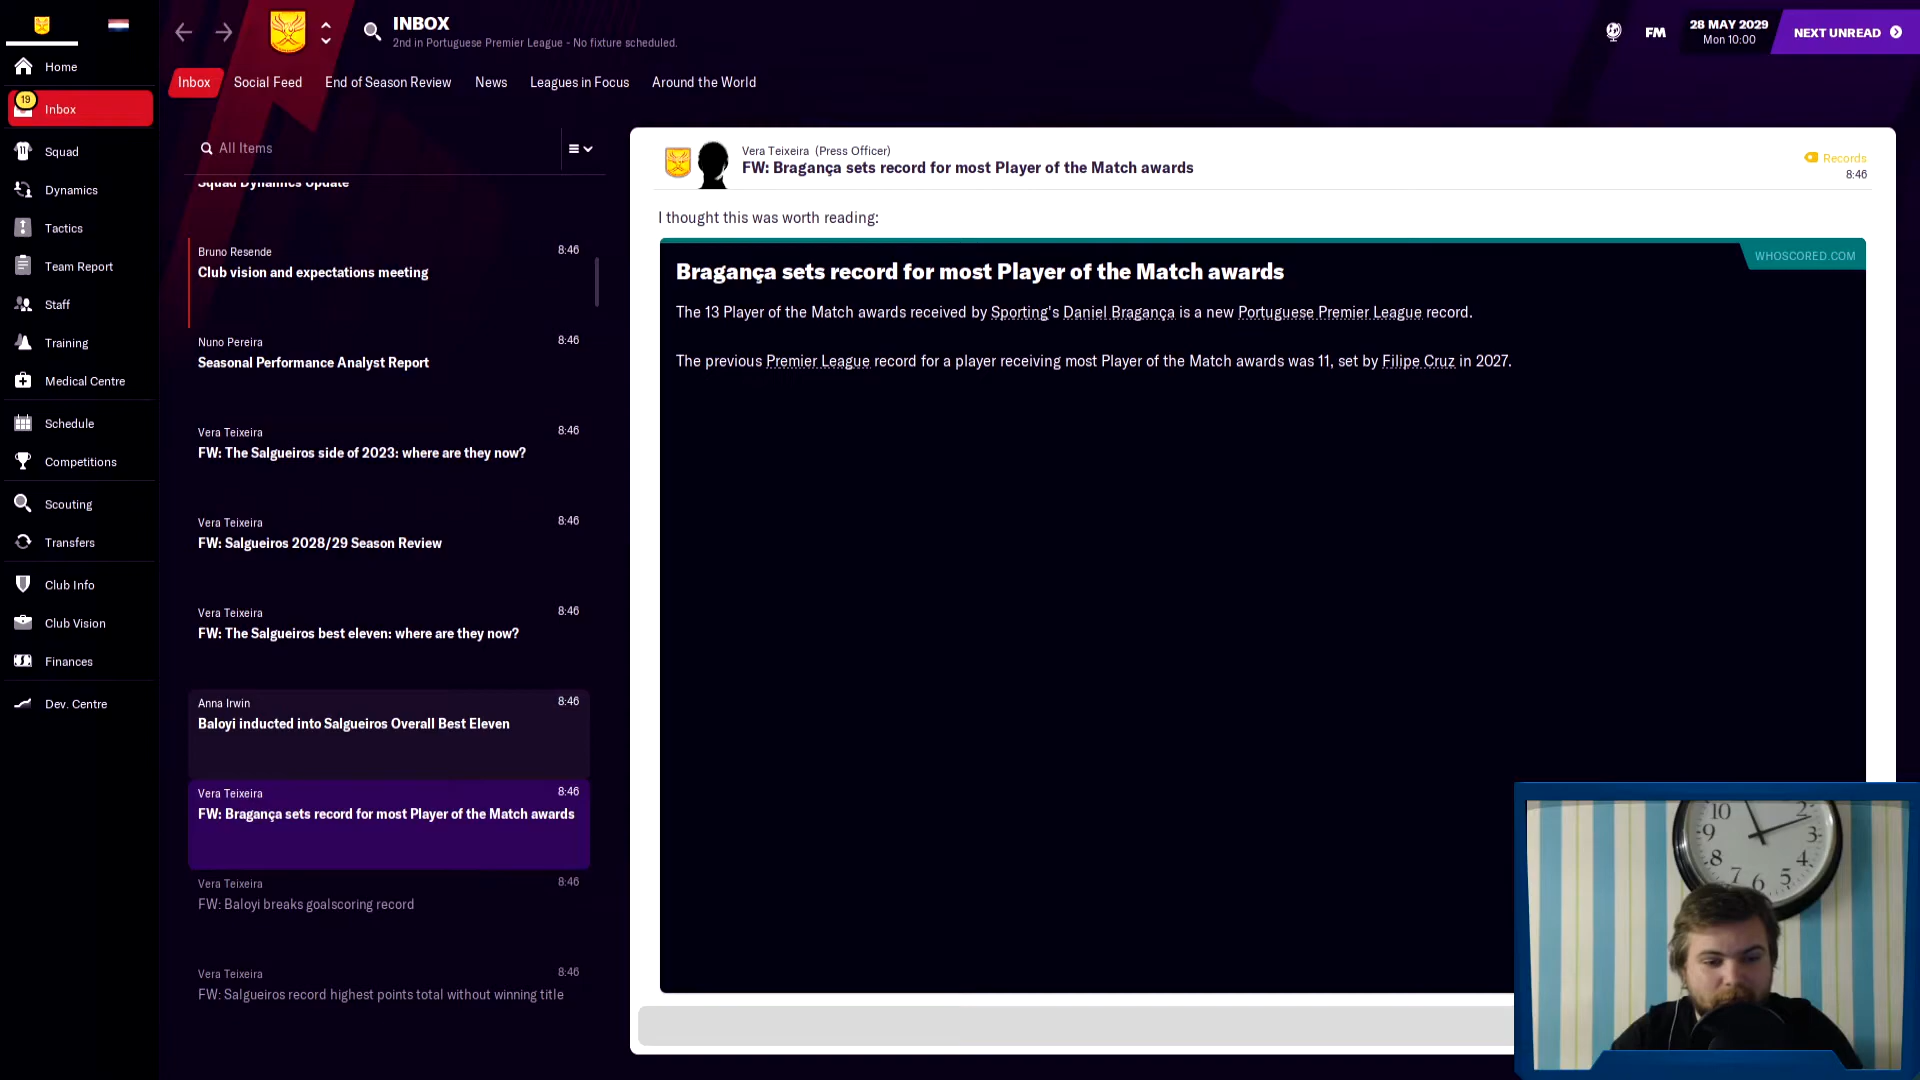 INBOX
2nd in Portuguese Premier League - No fixture scheduled.
FM
28 MAY 2029
Mon 10:00
NEXT UNREAD
Inbox
Social Feed
End of Season Review
News
Leagues in Focus
Around the World
Home
19
Inbox
Squad
Dynamics
Tactics
Team Report
Staff
Training
Medical Centre
Schedule
Competitions
Scouting
Transfers
Club Info
Club Vision
Finances
Dev. Centre
All Items
Squad Dynamics Update
Bruno Resende
8:46
Club vision and expectations meeting
Nuno Pereira
8:46
Seasonal Performance Analyst Report
Vera Teixeira
8:46
FW: The Salgueiros side of 2023: where are they now?
Vera Teixeira
8:46
FW: Salgueiros 2028/29 Season Review
Vera Teixeira
8:46
FW: The Salgueiros best eleven: where are they now?
Anna Irwin
8:46
Baloyi inducted into Salgueiros Overall Best Eleven
Vera Teixeira
8:46
FW: Bragança sets record for most Player of the Match awards
Vera Teixeira
8:46
FW: Baloyi breaks goalscoring record
Vera Teixeira
8:46
FW: Salgueiros record highest points total without winning title
Vera Teixeira (Press Officer)
FW: Bragança sets record for most Player of the Match awards
Records
8:46
I thought this was worth reading:
WHOSCORED.COM
Bragança sets record for most Player of the Match awards
The 13 Player of the Match awards received by Sporting's Daniel Bragança is a new Portuguese Premier League record.
The previous Premier League record for a player receiving most Player of the Match awards was 11, set by Filipe Cruz in 2027.
10
2
9
3
8
4
7
6
5